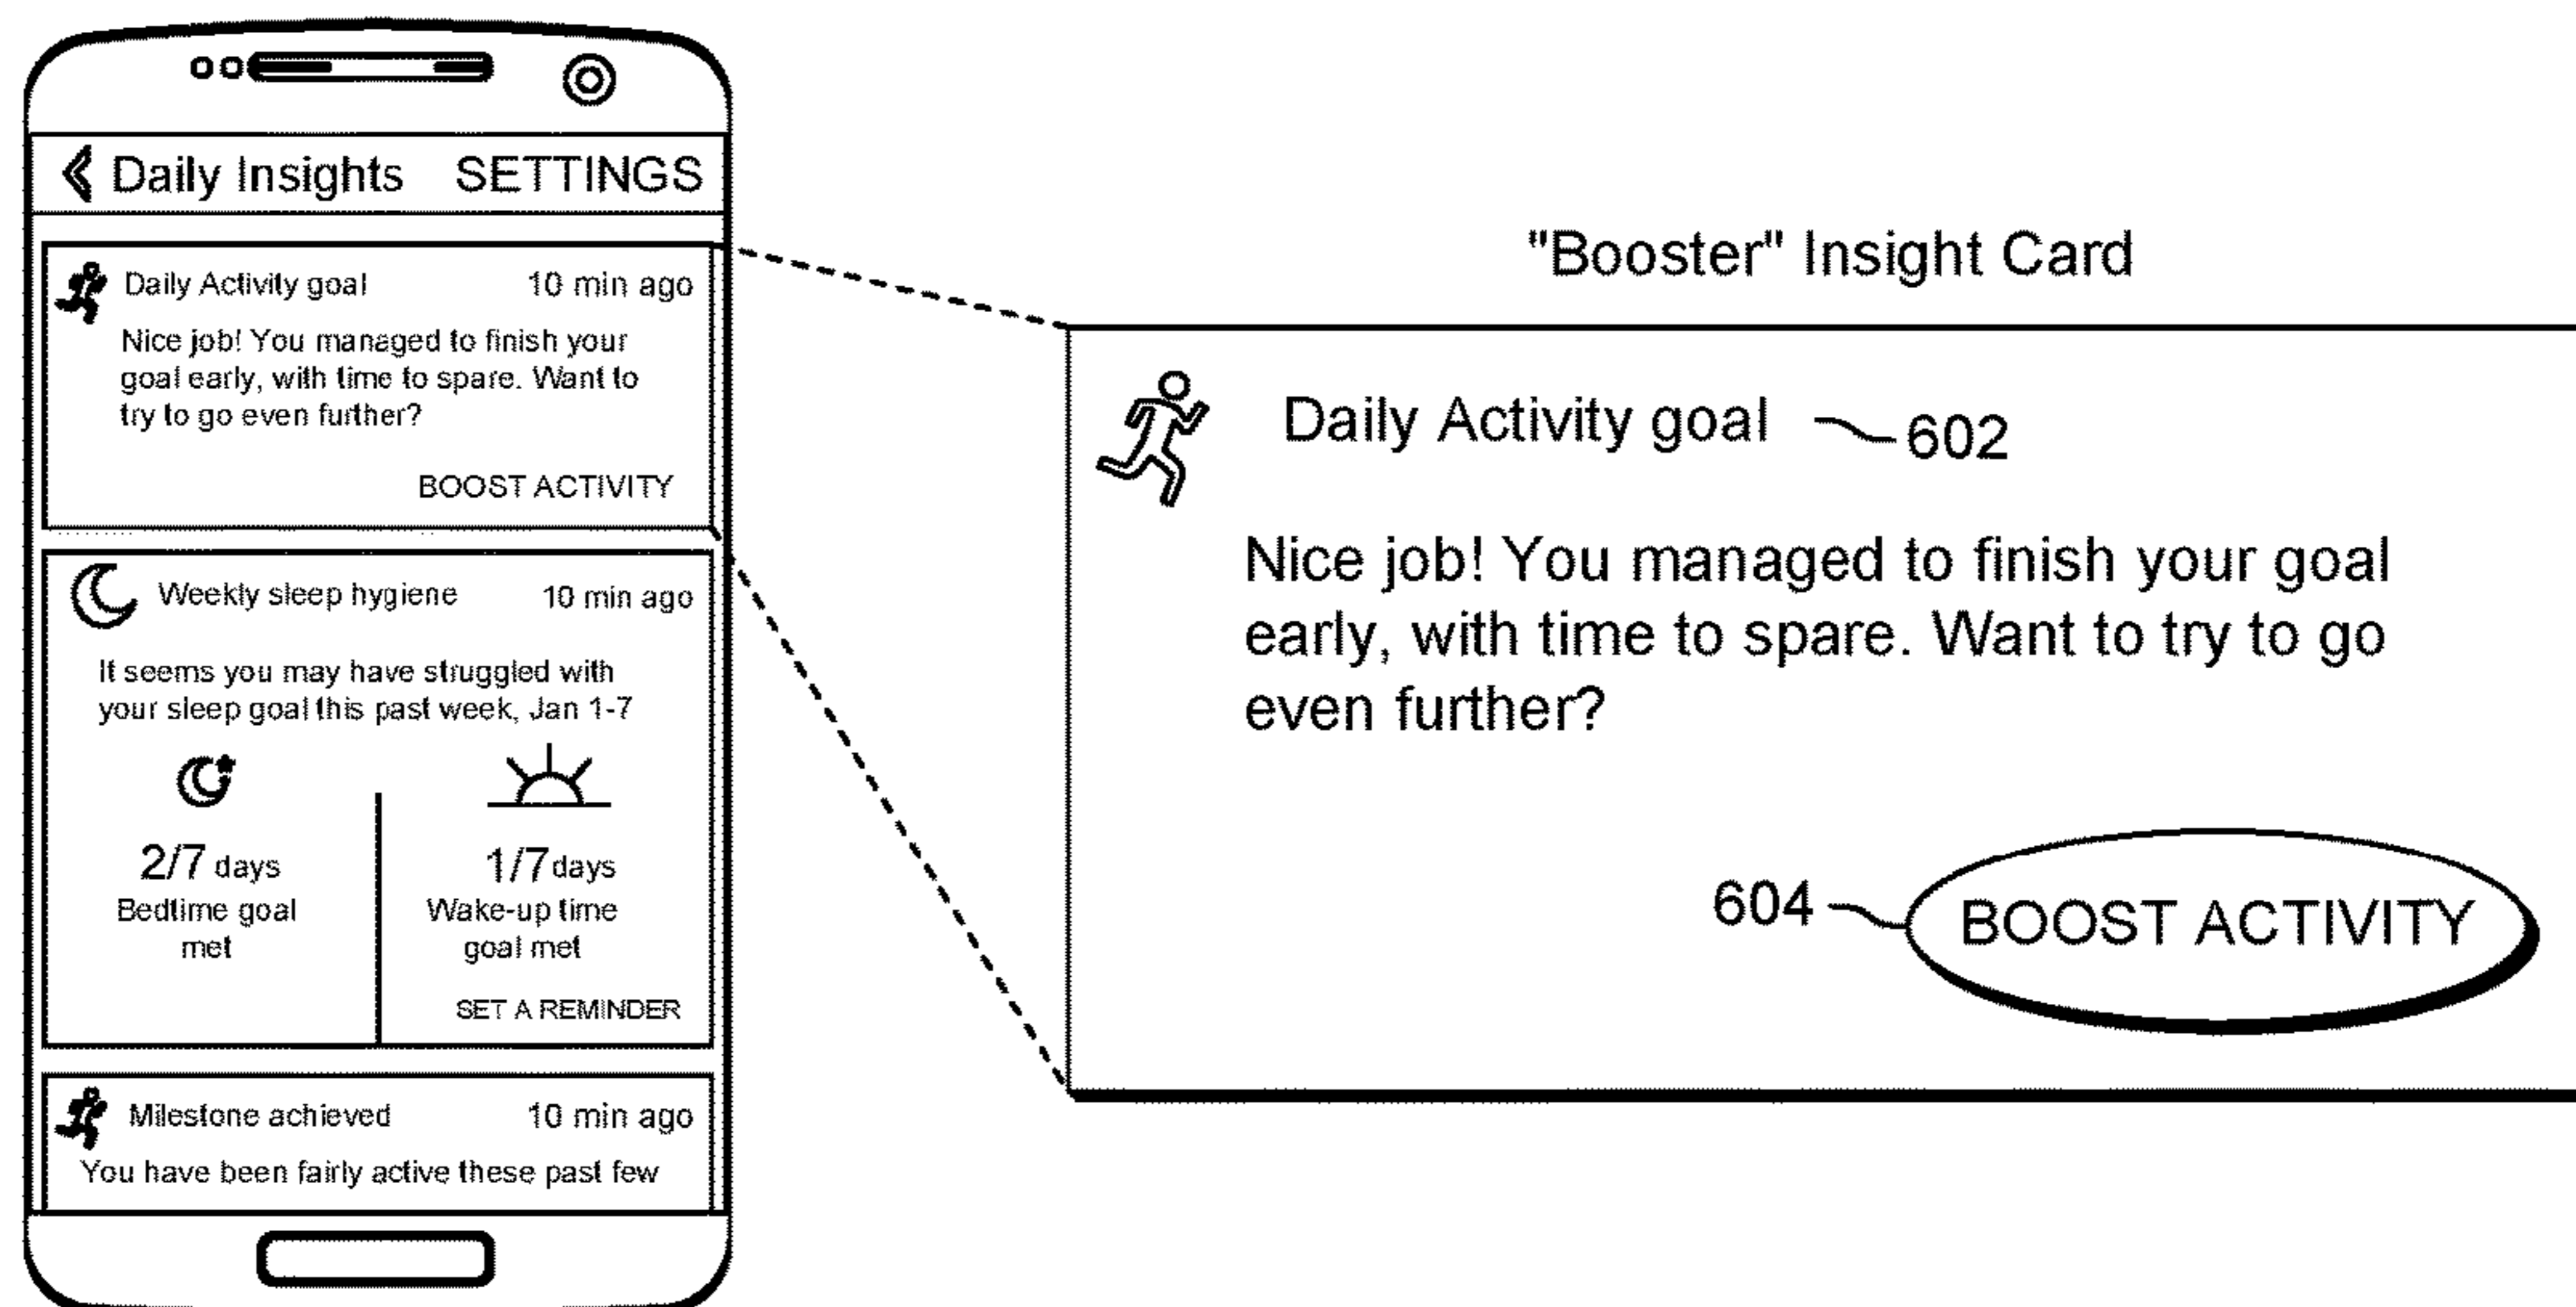 Daily Insights SETTINGS
Daily Activity goal 10 min ago
Nice job! You managed to finish your
goal early, with time to spare. Want to
try to go even further?
BOOST ACTIVITY
Weekly sleep hygiene 10 min ago
It seems you may have struggled with
your sleep goal this past week, Jan 1-7
2/7 days
Bedtime goal
met
1/7 days
Wake-up time
goal met
SET A REMINDER
Milestone achieved 10 min ago
You have been fairly active these past few
"Booster" Insight Card
Daily Activity goal 602
Nice job! You managed to finish your goal
early, with time to spare. Want to try to go
even further?
604 BOOST ACTIVITY